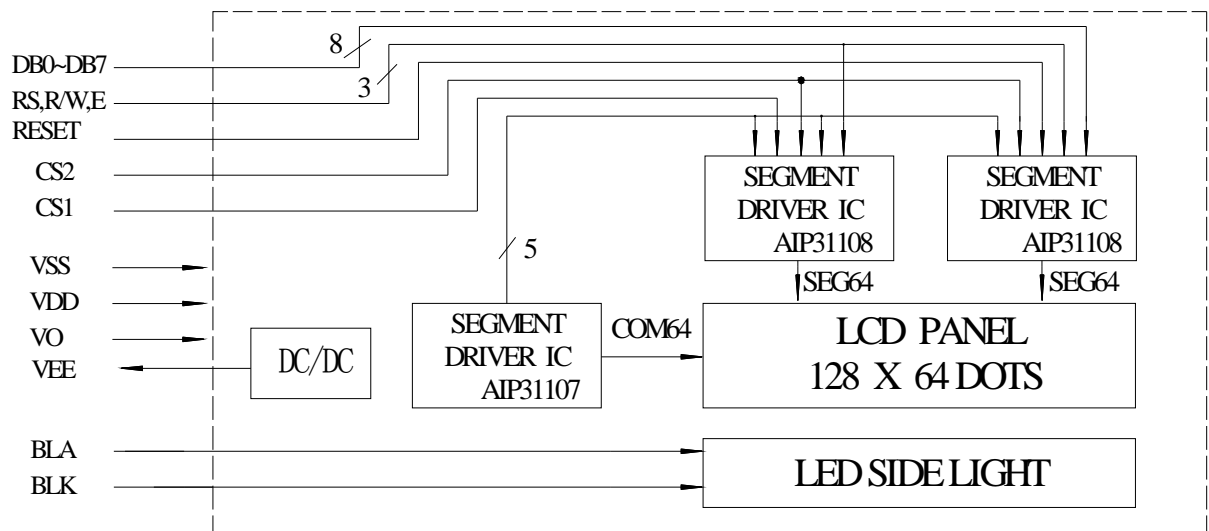 8
DB0~DB7
3
RS,R/W,E
RESET
CS2
CS1
SEGMENT
DRIVER IC
AIP31108
SEGMENT
DRIVER IC
AIP31108
5
VSS
SEG64
SEG64
VDD
VO
VEE
DC/DC
SEGMENT
DRIVER IC
AIP31107
COM64
LCD PANEL
128 X 64 DOTS
BLA
BLK
LED SIDE LIGHT